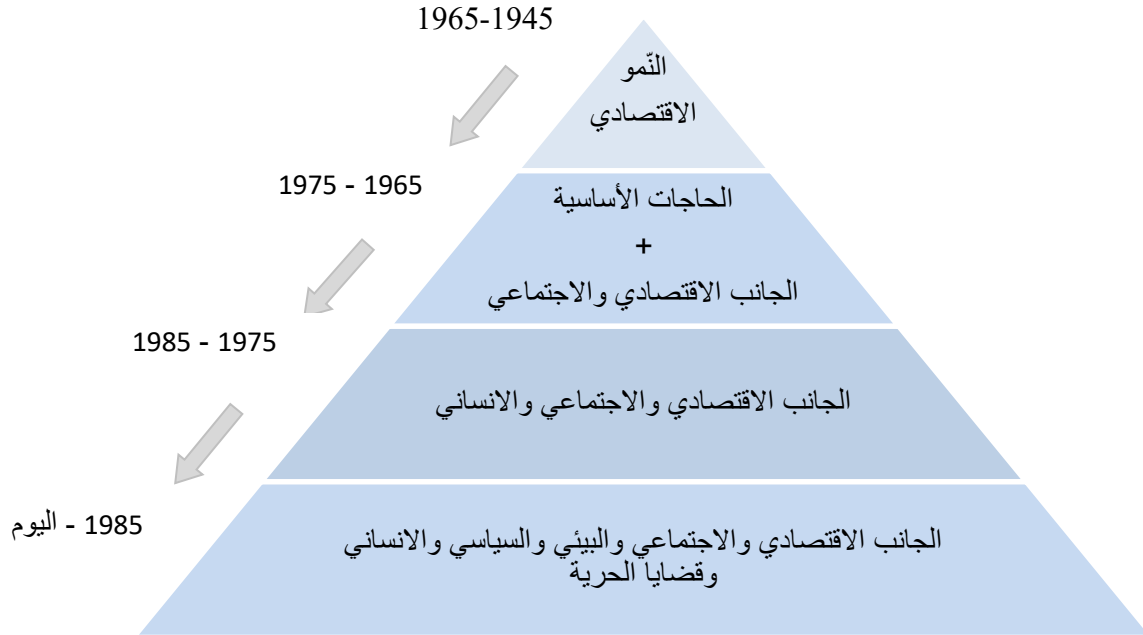 1965-1945
النّمو
الاقتصادي
1975 - 1965
الحاجات الأساسية
+
الجانب الاقتصادي والاجتماعي
1985 - 1975
الجانب الاقتصادي والاجتماعي والانساني
1985 - اليوم
الجانب الاقتصادي والاجتماعي والبيئي والسياسي والانساني
وقضايا الحرية